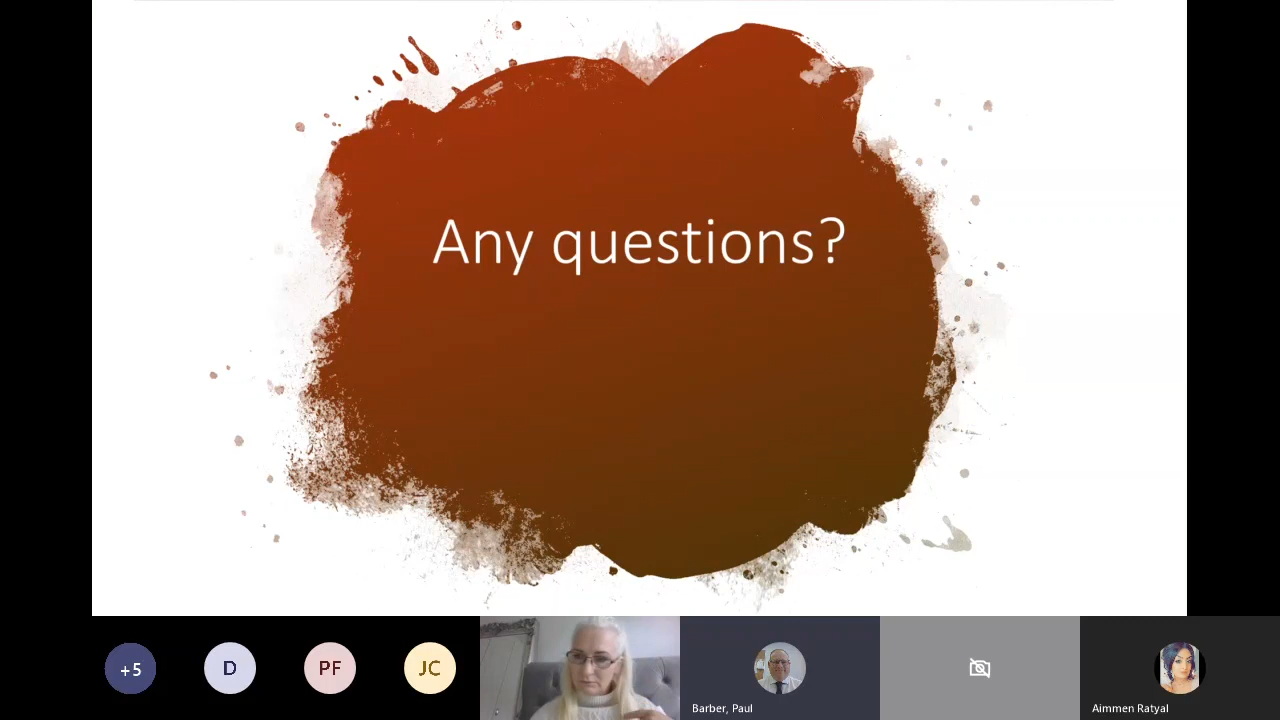 Any questions?
+5
D
PF
JC
Barber, Paul
Aimmen Ratyal